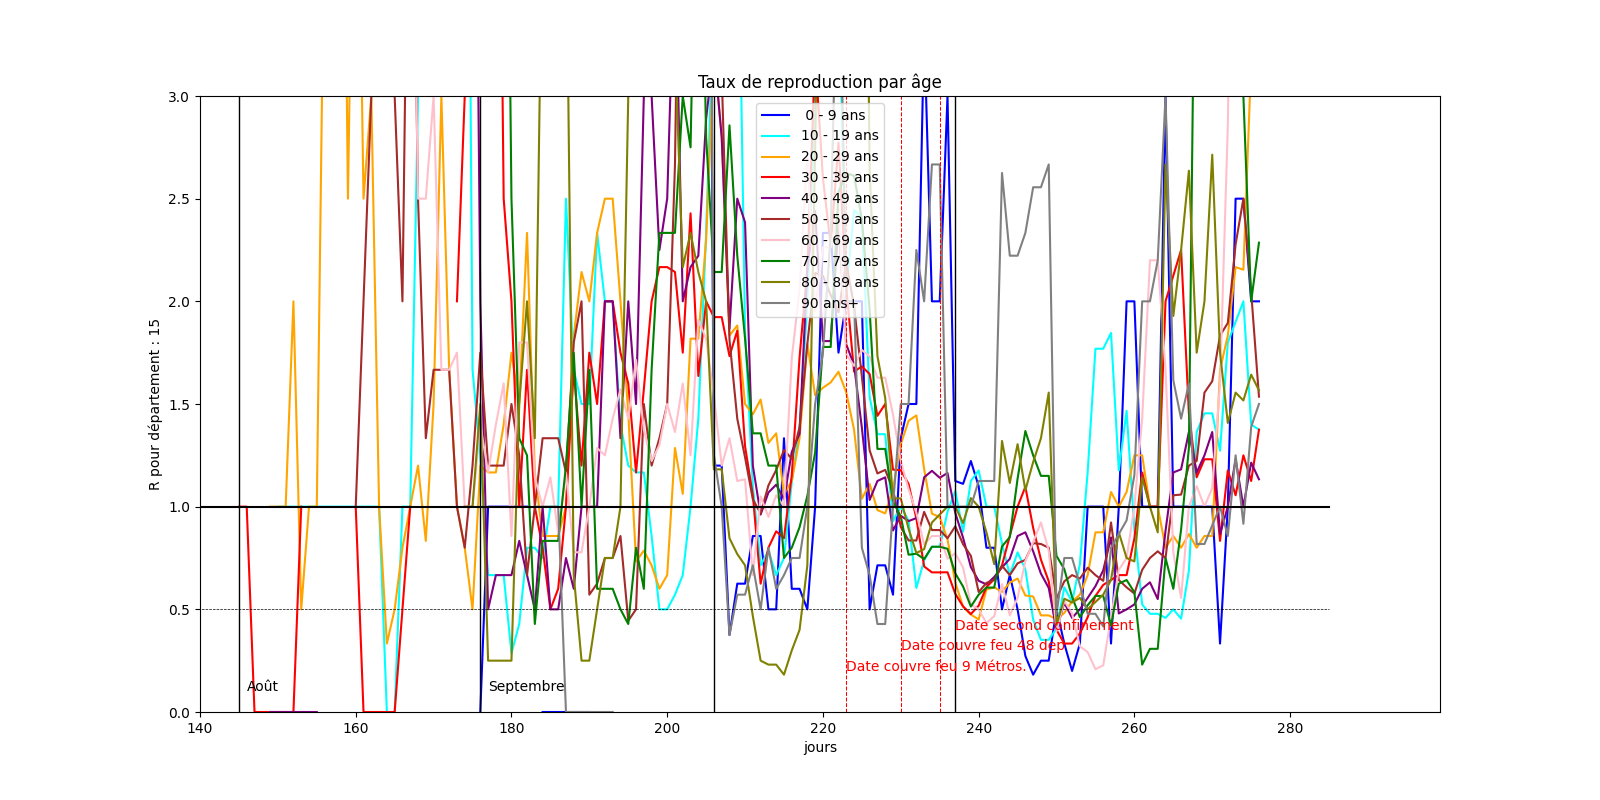 Taux de reproduction par âge
R pour département : 15
3.0
2.5
2.0
1.5
1.0
0.5
0.0
0 - 9 ans
10 - 19 ans
20 - 29 ans
30 - 39 ans
40 - 49 ans
50 - 59 ans
60 - 69 ans
70 - 79 ans
80 - 89 ans
90 ans+
Date second confinement
Date couvre feu 48 dep
Date couvre feu 9 Métros.
Août
Septembre
140
160
180
200
220
240
260
280
jours